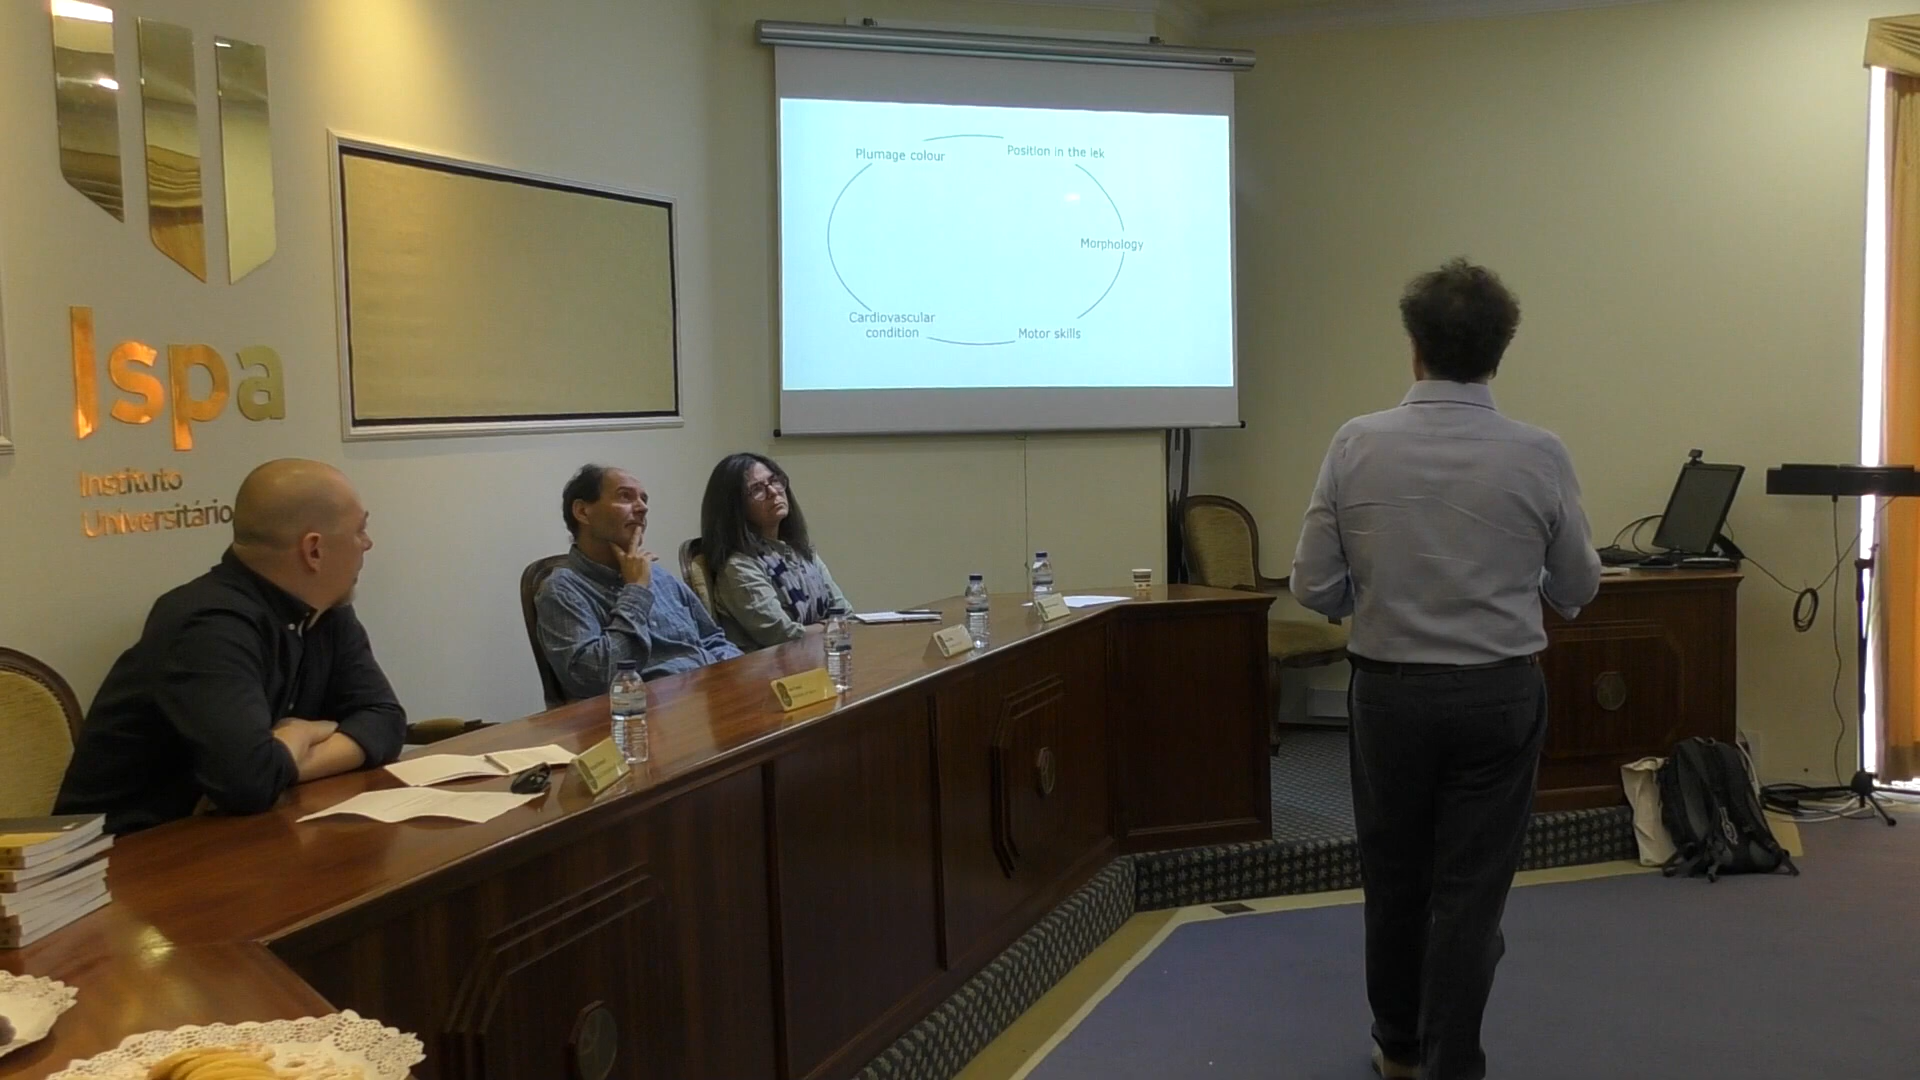 Ispa
Instituto
Universitário
Plumage colour
Position in the lek
Morphology
Motor skills
Cardiovascular
condition